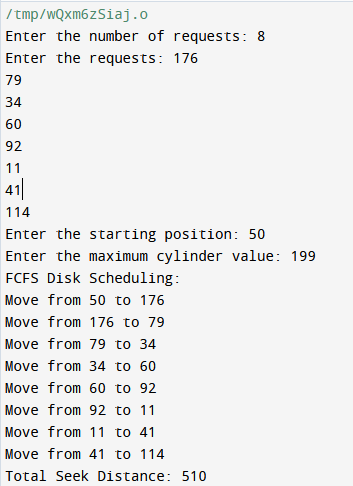 /tmp/wQxm6zSiaj.o
Enter the number of requests: 8
Enter the requests: 176
79
34
60
92
11
41
114
Enter the starting position: 50
Enter the maximum cylinder value: 199
FCFS Disk Scheduling:
Move from 50 to 176
Move from 176 to 79
Move from 79 to 34
Move from 34 to 60
Move from 60 to 92
Move from 92 to 11
Move from 11 to 41
Move from 41 to 114
Total Seek Distance: 510